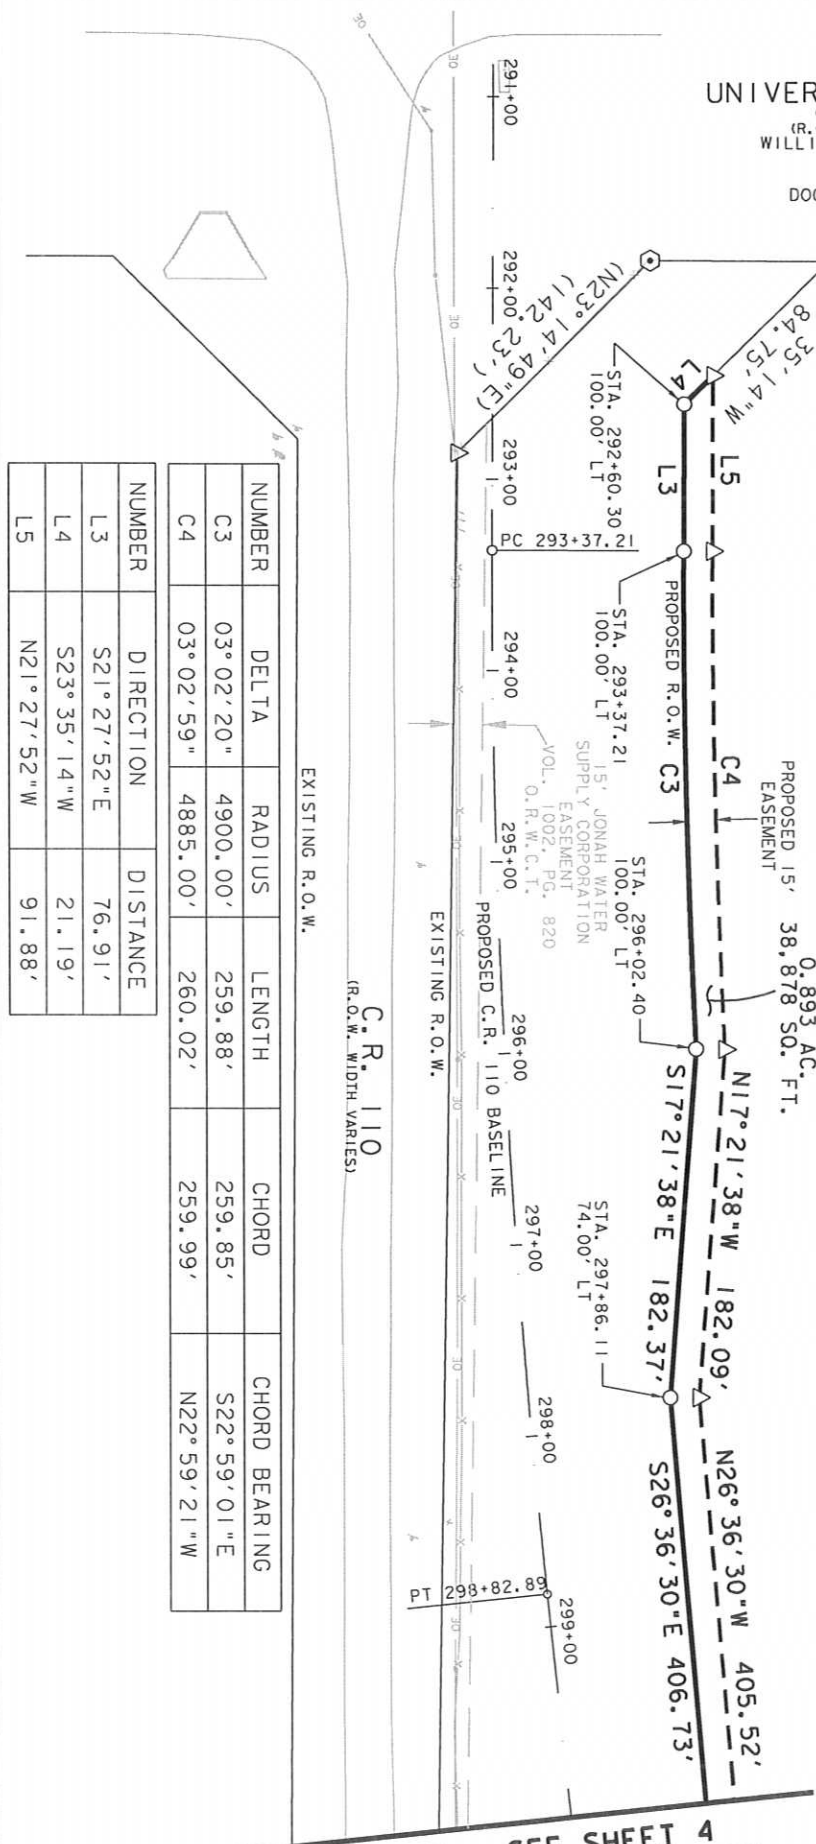 UNIVER
(R.
WILLI
DOC
35'14"W
84.75'
(N23°14'49"E)
(142.23')
291+00
292+00
293+00
294+00
295+00
296+00
297+00
298+00
299+00
30
30
30
30
30
30
30
30
L4
L5
L3
STA. 292+60.30
100.00' LT
PC 293+37.21
STA. 293+37.21
100.00' LT
PROPOSED R.O.W.
C3
C4
PROPOSED 15'
EASEMENT
0.893 AC.
38,878 SQ. FT.
15' JONAH WATER
SUPPLY CORPORATION
EASEMENT
VOL. 1002, PG. 820
O.R.W.C.T.
STA. 296+02.40
100.00' LT
N17°21'38"W 182.09'
S17°21'38"E 182.37'
STA. 297+86.11
74.00' LT
N26°36'30"W 405.52'
S26°36'30"E 406.73'
PT 298+82.89
PROPOSED C.R. 110 BASELINE
EXISTING R.O.W.
C.R. 110
(R.O.W. WIDTH VARIES)
EXISTING R.O.W.
NUMBER DELTA RADIUS LENGTH CHORD CHORD BEARING
C3 03°02'20" 4900.00' 259.88' 259.85' S22°59'01"E
C4 03°02'59" 4885.00' 260.02' 259.99' N22°59'21"W
NUMBER DIRECTION DISTANCE
L3 S21°27'52"E 76.91'
L4 S23°35'14"W 21.19'
L5 N21°27'52"W 91.88'
SEE SHEET 4